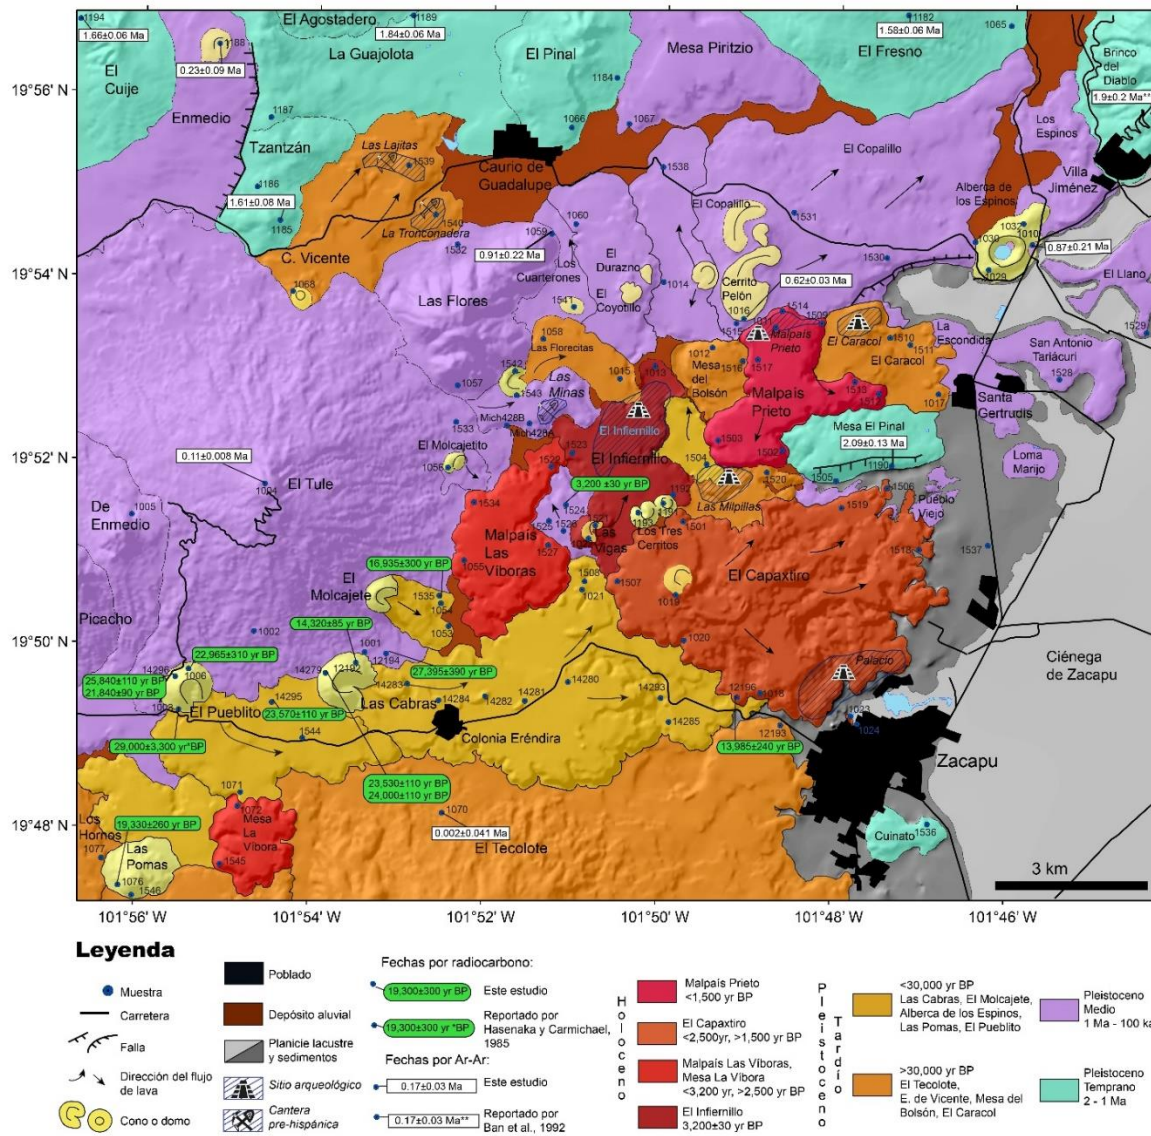 1194
1.66±0.06 Ma
El Agostadero
1189
1.84±0.06 Ma
1182
1.58±0.06 Ma
1065
1188
0.23±0.09 Ma
La Guajolota
El Pinal
Mesa Piritzio
El Fresno
Brinco
del
Diablo
1.9±0.2 Ma**
El
Cuije
19°56' N
Enmedio
1184
1187
1066
1067
Los
Espinos
Tzantzán
Las Lajitas
1539
Caurio de
Guadalupe
1538
El Copalillo
Villa
Jiménez
1186
1.61±0.08 Ma
1185
1540
La Tronconadera
1532
1060
1059
El Copalillo
1531
Alberca de
los Espinos
1032
1010
1030
0.87±0.21 Ma
19°54' N
C. Vicente
0.91±0.22 Ma
Los
Cuarterones
El
Durazno
1530
1029
1068
Las Flores
El
Coyotillo
1014
Cerrito
Pelón
0.62±0.03 Ma
El Llano
1541
1016
1515
1011
1514
1509
Malpaís
Prieto
El Caracol
1510
1511
El Caracol
La
Escondida
1529
1058
Las Florecitas
1012
1516
Mesa
del
Bolsón
1517
San Antonio
Tariácuri
1528
1542
1015
1013
1057
1543
Las
Minas
Malpaís
Prieto
1513
1512
1017
Santa
Gertrudis
1533
Mich428B
Mich428A
El Infiernillo
El Infiernillo
1503
Mesa El Pinal
2.09±0.13 Ma
Loma
Marijo
19°52' N
El Molcajetito
1056
1523
1522
1504
1502
1190
1505
0.11±0.008 Ma
1004
El Tule
3,200 ±30 yr BP
Las Milpillas
1520
1506
Pueblo
Viejo
De
Enmedio
1005
1534
1524
1525
1526
1521
1192
1191
1193
Las
Vigas
Los Tres
Cerritos
1501
1519
Malpaís
Las
Víboras
1527
1518
1537
16,935±300 yr BP
1055
El Capaxtiro
El
Molcajete
1535
1054
1053
1508
1021
1507
1019
Picacho
19°50' N
14,320±85 yr BP
1002
1001
1020
Ciénega
de Zacapu
22,965±310 yr BP
12194
27,395±390 yr BP
Palacio
14296
1006
25,840±110 yr BP
21,840±90 yr BP
14279
12192
14283
14280
14293
12196
1018
14295
23,570±110 yr BP
Las Cabras
14284
14282
14281
1003
El Pueblito
14285
12193
1023
1024
29,000±3,300 yr*BP
1544
Colonia Eréndira
13,985±240 yr BP
Zacapu
23,530±110 yr BP
24,000±110 yr BP
1071
1072
1070
19°48' N
Los
Hornos
19,330±260 yr BP
Mesa
La
Víbora
0.002±0.041 Ma
El Tecolote
Cuinato
1536
1077
Las
Pomas
1545
1076
1546
3 km
101°56' W
101°54' W
101°52' W
101°50' W
101°48' W
101°46' W
Leyenda
Muestra
Carretera
Falla
Dirección del flujo
de lava
Cono o domo
Poblado
Depósito aluvial
Planicie lacustre
y sedimentos
Sitio arqueológico
Cantera
pre-hispánica
Fechas por radiocarbono:
19,300±300 yr BP
Este estudio
19,300±300 yr *BP
Reportado por
Hasenaka y Carmichael,
1985
Fechas por Ar-Ar:
0.17±0.03 Ma
Este estudio
0.17±0.03 Ma**
Reportado por
Ban et al., 1992
Holoceno
Malpaís Prieto
<1,500 yr BP
El Capaxtiro
<2,500yr, >1,500 yr BP
Malpaís Las Víboras,
Mesa La Vibora
<3,200 yr, >2,500 yr BP
El Infiernillo
3,200±30 yr BP
Pleistoceno
Tardío
<30,000 yr BP
Las Cabras, El Molcajete,
Alberca de los Espinos,
Las Pomas, El Pueblito
>30,000 yr BP
El Tecolote,
E. de Vicente, Mesa del
Bolsón, El Caracol
Pleistoceno
Medio
1 Ma - 100 ka
Pleistoceno
Temprano
2 - 1 Ma